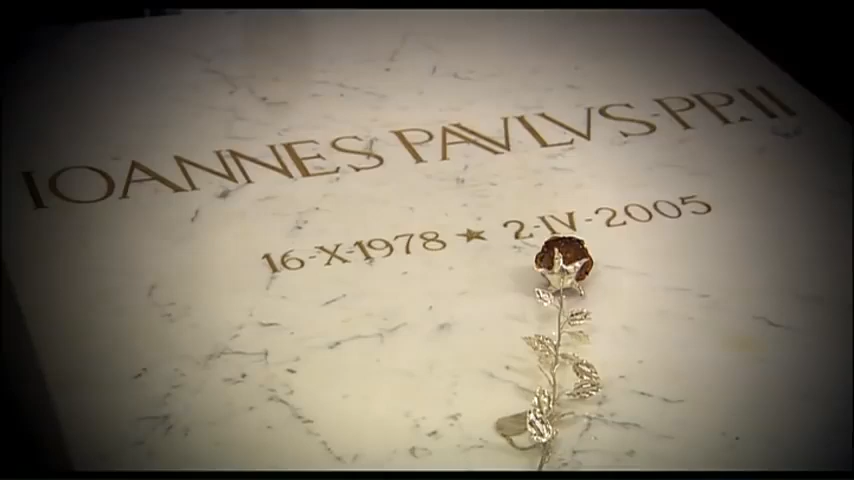 IOANNES PAVLVS·PP. II
16-X-1978 ★ 2-IV-2005